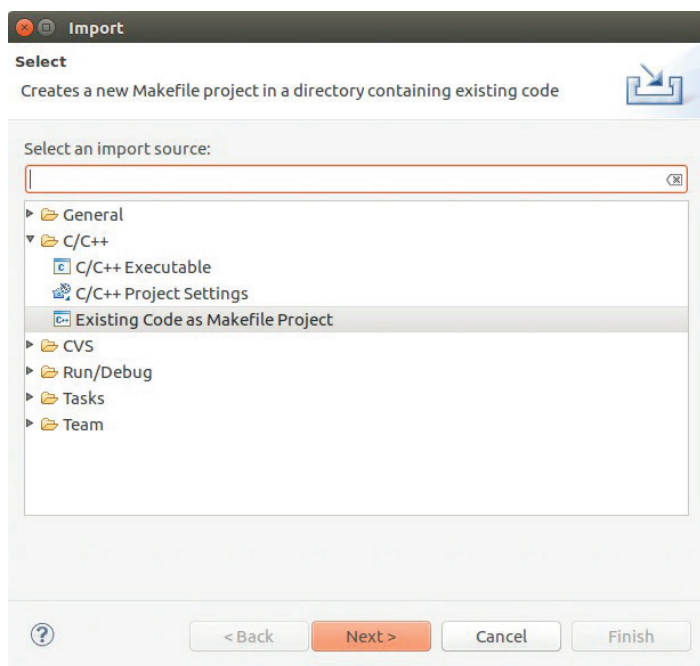 Import
Select
Creates a new Makefile project in a directory containing existing code
Select an import source:
General
C/C++
C/C++ Executable
C/C++ Project Settings
Existing Code as Makefile Project
CVS
Run/Debug
Tasks
Team
? < Back Next > Cancel Finish